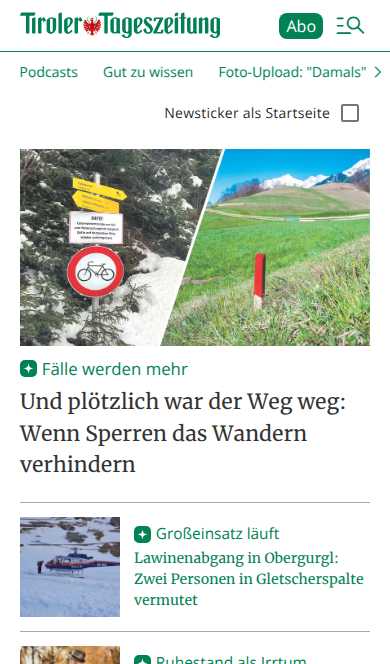 Tiroler Tageszeitung
Abo
Podcasts Gut zu wissen Foto-Upload: "Damals"
Newsticker als Startseite
Fälle werden mehr
Und plötzlich war der Weg weg:
Wenn Sperren das Wandern
verhindern
Großeinsatz läuft
Lawinenabgang in Obergurgl:
Zwei Personen in Gletscherspalte
vermutet
Ruhestand als Irrtum